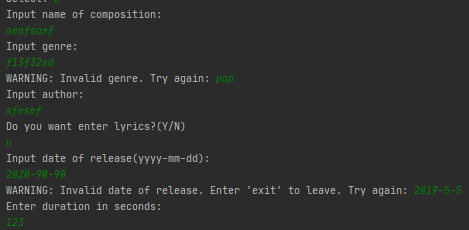 Input name of composition:
seafsaef
Input genre:
f13f32sd
WARNING: Invalid genre. Try again: pop
Input author:
sfesef
Do you want enter lyrics?(Y/N)
n
Input date of release(yyyy-mm-dd):
2020-90-90
WARNING: Invalid date of release. Enter 'exit' to leave. Try again: 2019-5-5
Enter duration in seconds:
123